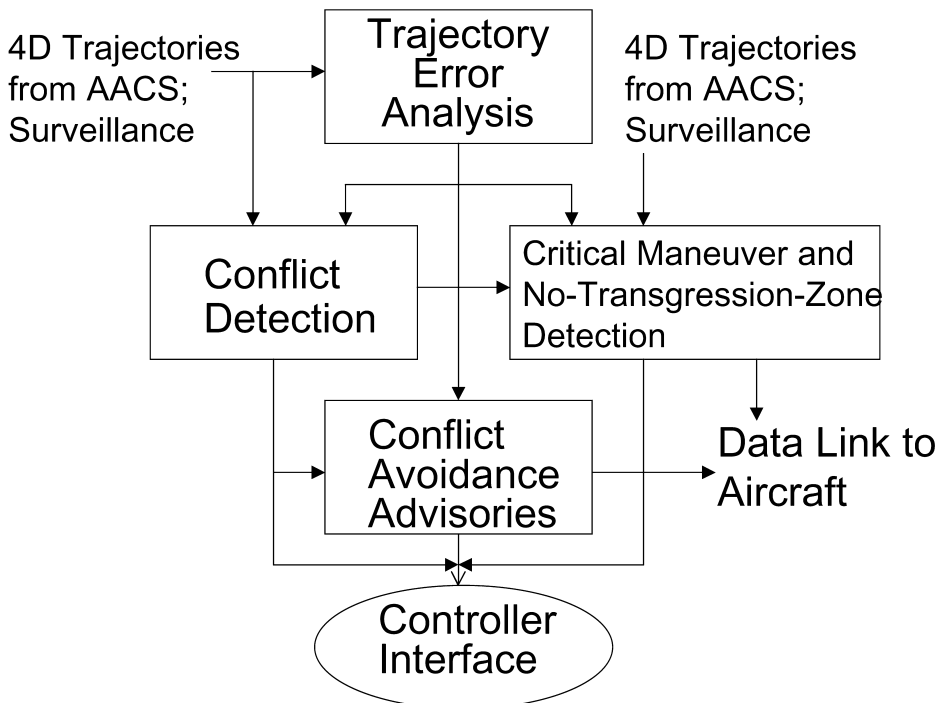 4D Trajectories
from AACS;
Surveillance
Trajectory
Error
Analysis
4D Trajectories
from AACS;
Surveillance
Conflict
Detection
Critical Maneuver and
No-Transgression-Zone
Detection
Conflict
Avoidance
Advisories
Data Link to
Aircraft
Controller
Interface